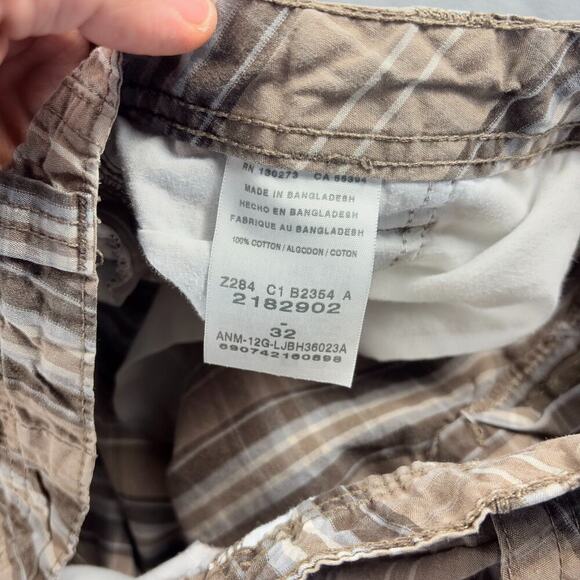 RN 130273 CA 55394
MADE IN BANGLADESH
HECHO EN BANGLADESH
FABRIQUE AU BANGLADESH
100% COTTON / ALGODON / COTON
Z284 C1 B2354 A
2182902
-
32
ANM-12G-LJBH36023A
690742160898